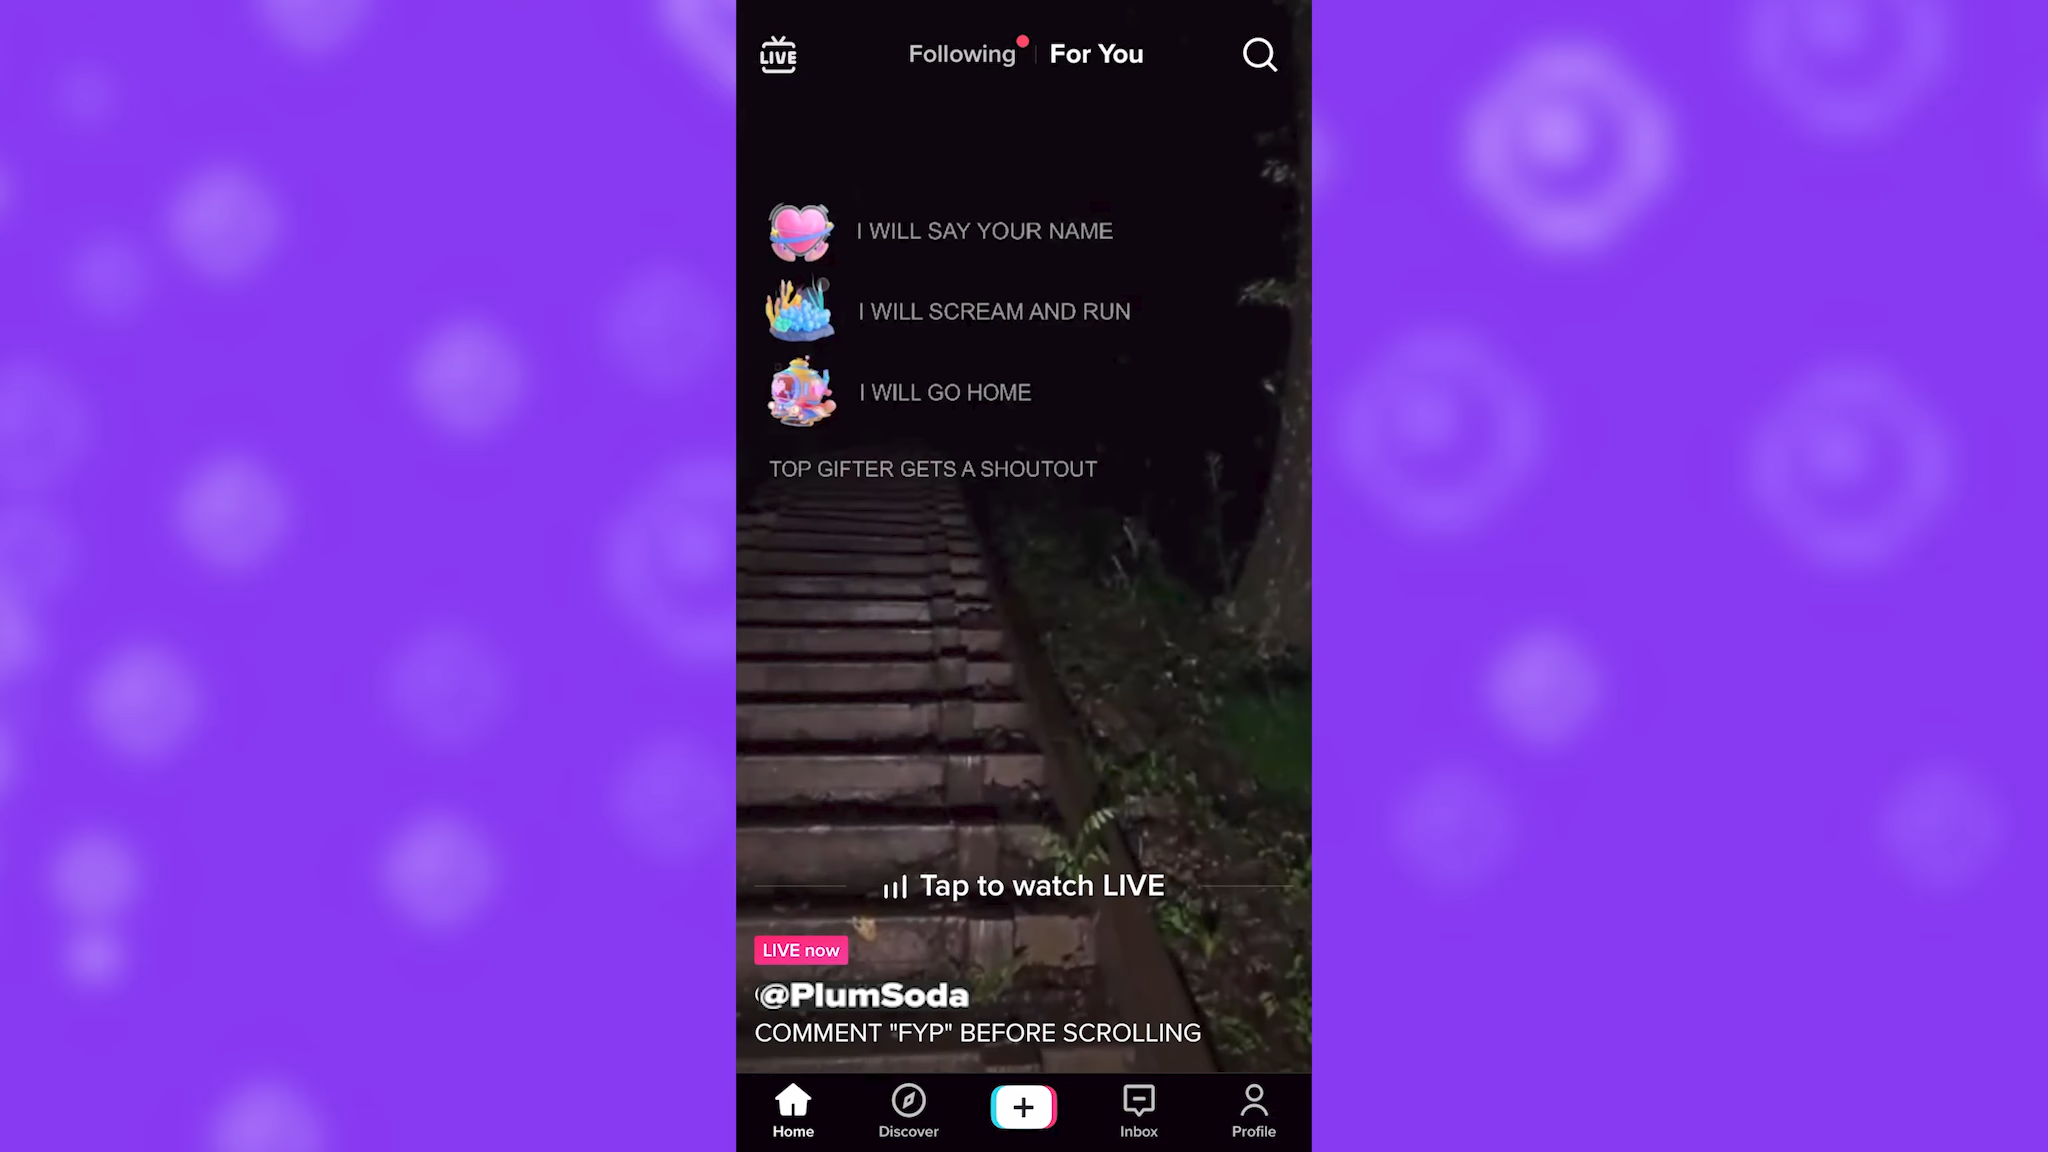 LIVE
Following
For You
I WILL SAY YOUR NAME
I WILL SCREAM AND RUN
I WILL GO HOME
TOP GIFTER GETS A SHOUTOUT
Tap to watch LIVE
LIVE now
@PlumSoda
COMMENT "FYP" BEFORE SCROLLING
Home
Discover
Inbox
Profile